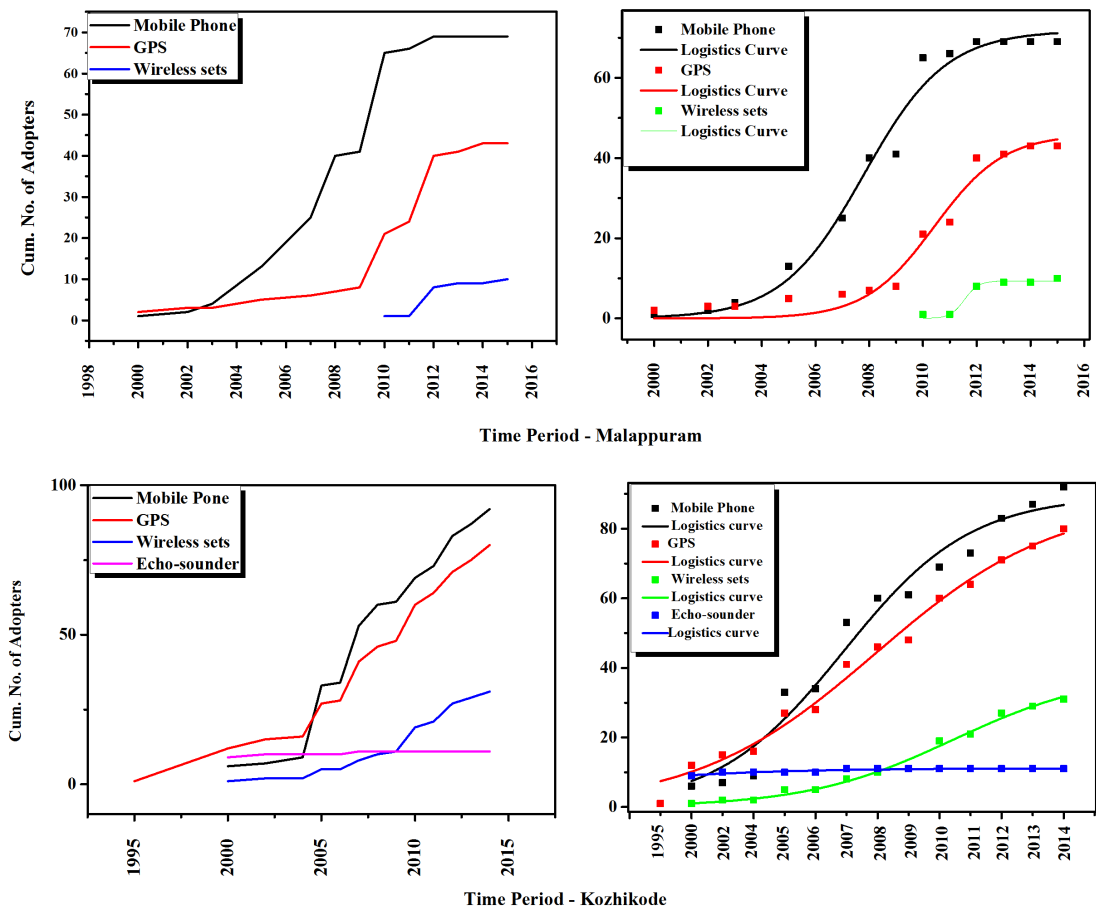 Mobile Phone
GPS
Wireless sets
70
60
50
40
30
20
10
0
Cum. No. of Adopters
1998
2000
2002
2004
2006
2008
2010
2012
2014
2016
Mobile Phone
Logistics Curve
GPS
Logistics Curve
Wireless sets
Logistics Curve
60
40
20
0
2000
2002
2004
2006
2008
2010
2012
2014
2016
Time Period - Malappuram
Mobile Pone
GPS
Wireless sets
Echo-sounder
100
50
0
Cum. No. of Adopters
1995
2000
2005
2010
2015
Mobile Phone
Logistics curve
GPS
Logistics curve
Wireless sets
Logistics curve
Echo-sounder
Logistics curve
80
60
40
20
0
1995
2000
2002
2004
2005
2006
2007
2008
2009
2010
2011
2012
2013
2014
Time Period - Kozhikode